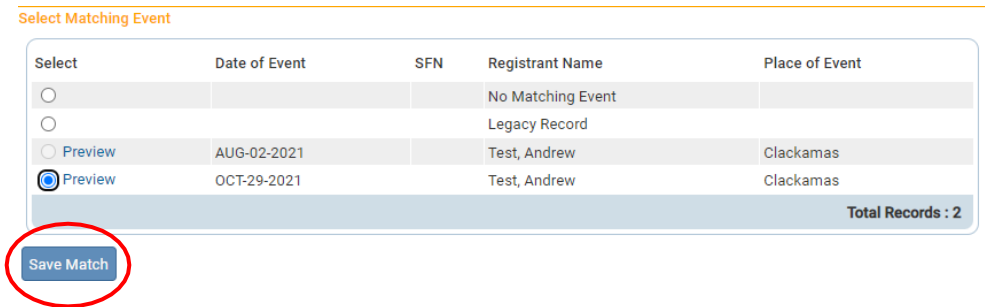 Select Matching Event
Select Date of Event SFN Registrant Name Place of Event
No Matching Event
Legacy Record
Preview AUG-02-2021 Test, Andrew Clackamas
Preview OCT-29-2021 Test, Andrew Clackamas
Total Records : 2
Save Match